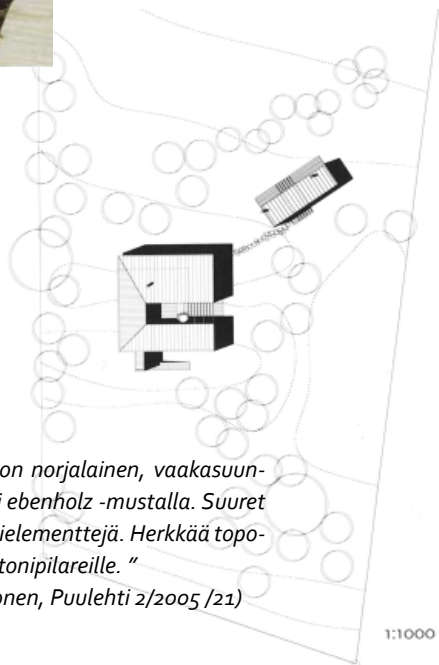 on norjalainen, vaakasuun-
i ebenholz -mustalla. Suuret
ielementtejä. Herkkää topo-
tonipilareille. ”
onen, Puulehti 2/2005 /21)
1:1000